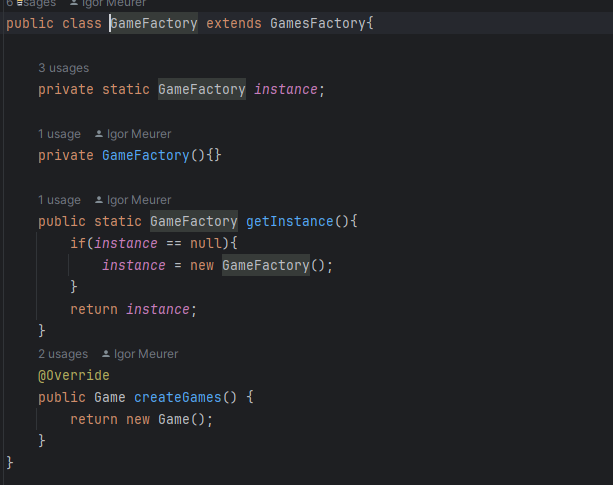 6 usages Igor Meurer
public class GameFactory extends GamesFactory{
3 usages
private static GameFactory instance;
1 usage Igor Meurer
private GameFactory(){}
1 usage Igor Meurer
public static GameFactory getInstance(){
if(instance == null){
instance = new GameFactory();
}
return instance;
}
2 usages Igor Meurer
@Override
public Game createGames() {
return new Game();
}
}